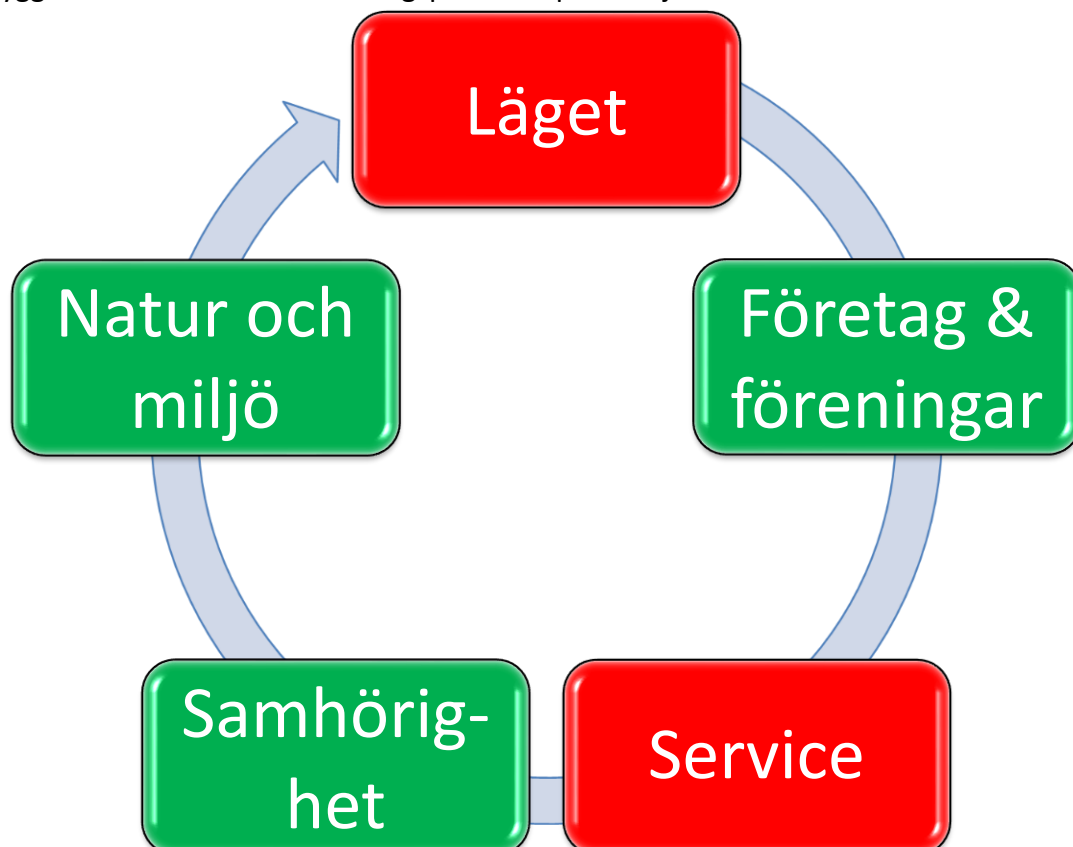 Läget
Företag &
föreningar
Service
Samhörig-
het
Natur och
miljö